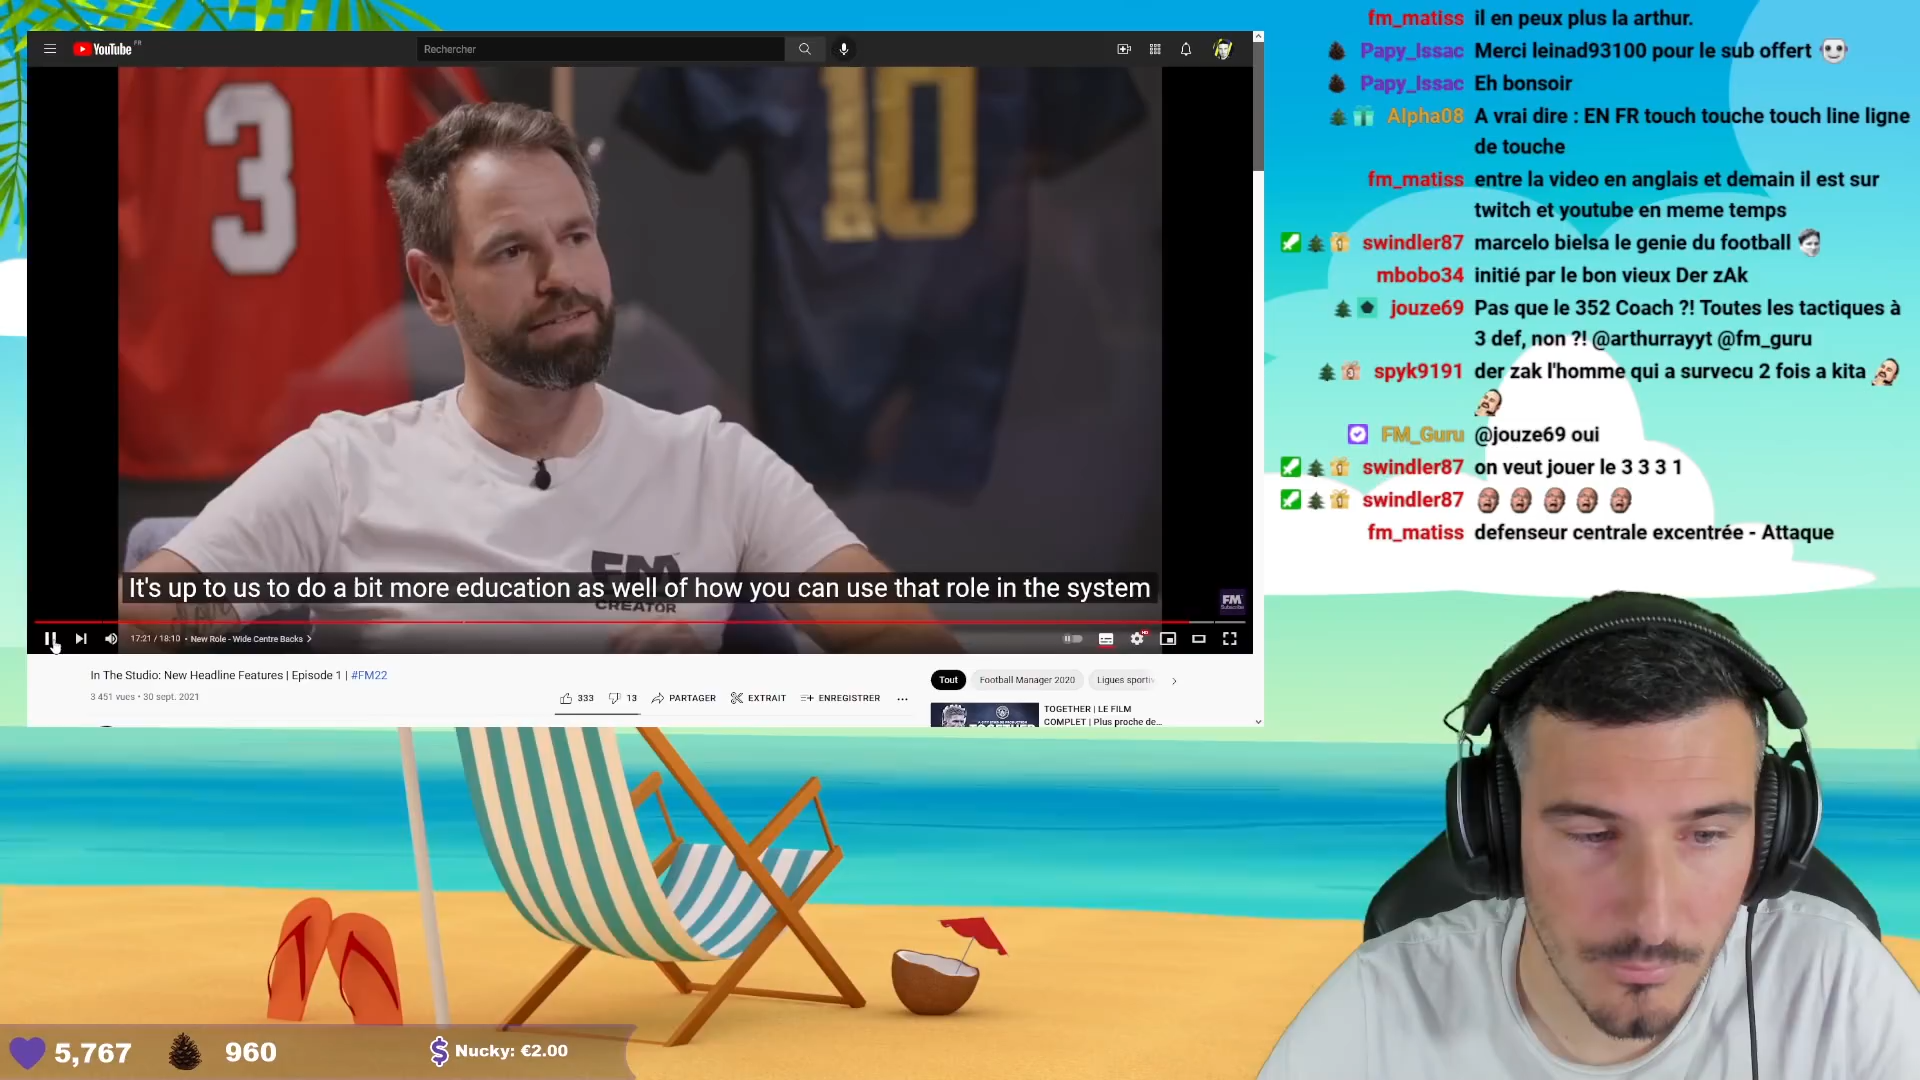 YouTube FR
Rechercher
3
10
FM
CREATOR
It's up to us to do a bit more education as well of how you can use that role in the system
FM
Subscribe
17:21 / 18:10 • New Role - Wide Centre Backs >
In The Studio: New Headline Features | Episode 1 | #FM22
3 451 vues • 30 sept. 2021
333
13
PARTAGER
EXTRAIT
ENREGISTRER
Tout
Football Manager 2020
Ligues sporti
TOGETHER | LE FILM
COMPLET | Plus proche de...
fm_matiss il en peux plus la arthur.
Papy_Issac Merci leinad93100 pour le sub offert
Papy_Issac Eh bonsoir
Alpha08 A vrai dire : EN FR touch touche touch line ligne
de touche
fm_matiss entre la video en anglais et demain il est sur
twitch et youtube en meme temps
swindler87 marcelo bielsa le genie du football
mbobo34 initié par le bon vieux Der zAk
jouze69 Pas que le 352 Coach ?! Toutes les tactiques à
3 def, non ?! @arthurrayyt @fm_guru
spyk9191 der zak l'homme qui a survecu 2 fois a kita
FM_Guru @jouze69 oui
swindler87 on veut jouer le 3 3 3 1
swindler87
fm_matiss defenseur centrale excentrée - Attaque
5,767
960
Nucky: €2.00